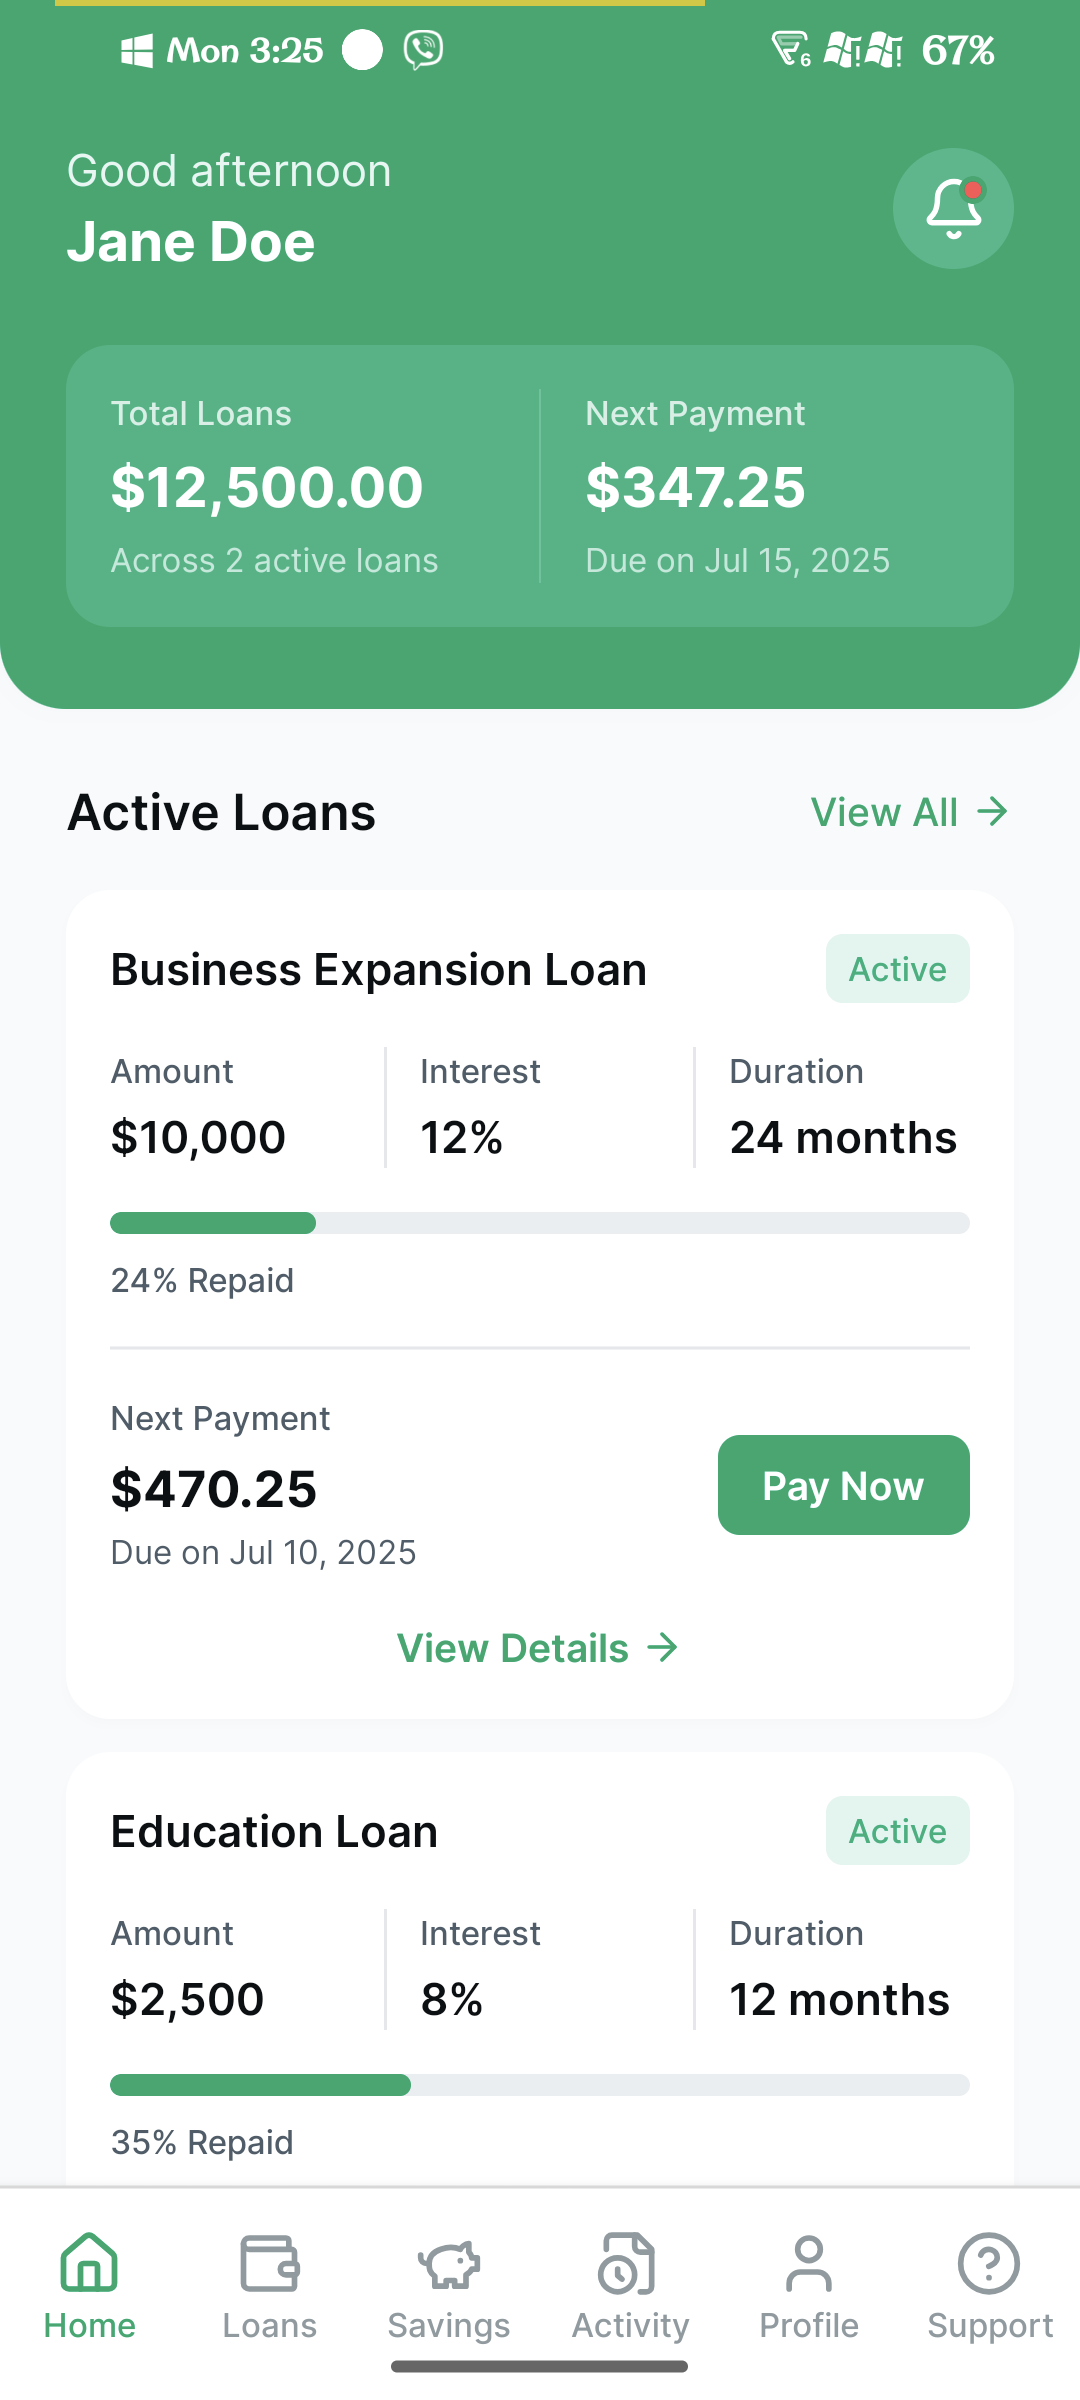 Mon 3:25
6
67%
Good afternoon
Jane Doe
Total Loans
$12,500.00
Across 2 active loans
Next Payment
$347.25
Due on Jul 15, 2025
Active Loans
View All
Business Expansion Loan
Active
Amount
$10,000
Interest
12%
Duration
24 months
24% Repaid
Next Payment
$470.25
Due on Jul 10, 2025
Pay Now
View Details
Education Loan
Active
Amount
$2,500
Interest
8%
Duration
12 months
35% Repaid
Home
Loans
Savings
Activity
Profile
Support